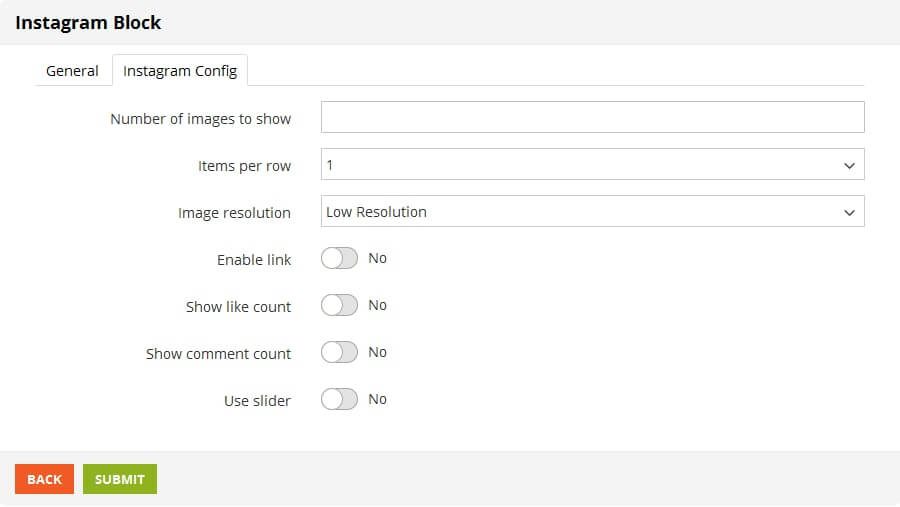 Instagram Block
General Instagram Config
Number of images to show
Items per row 1
Image resolution Low Resolution
Enable link No
Show like count No
Show comment count No
Use slider No
BACK SUBMIT